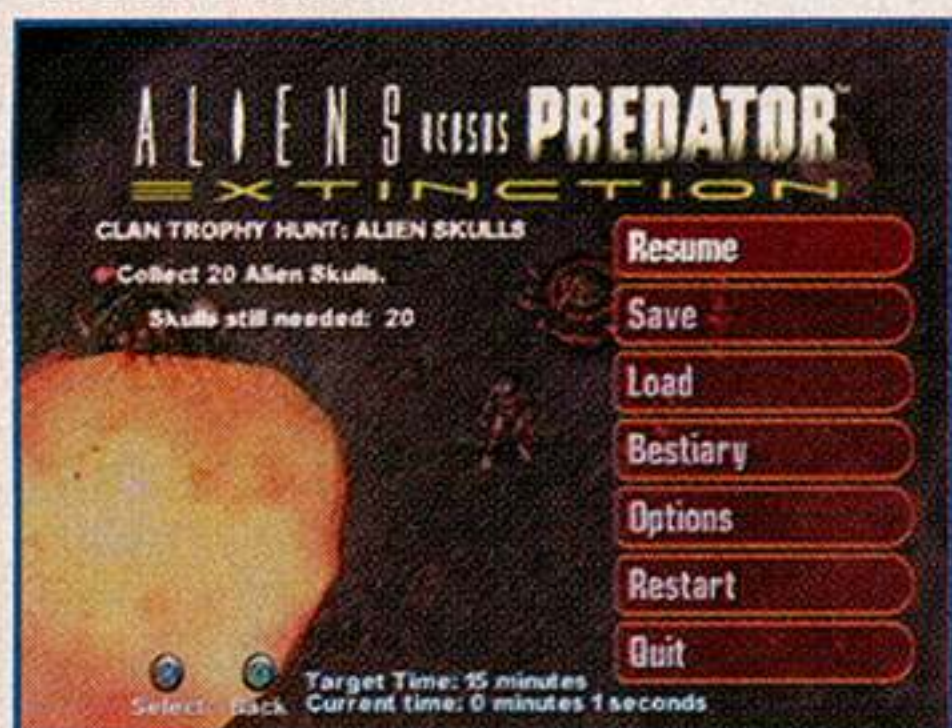 ALIENS VERSUS PREDATOR™
EXTINCTION
CLAN TROPHY HUNT: ALIEN SKULLS
Collect 20 Alien Skulls.
Skulls still needed: 20
Resume
Save
Load
Bestiary
Options
Restart
Quit
Select Back
Target Time: 15 minutes
Current time: 0 minutes 1 seconds